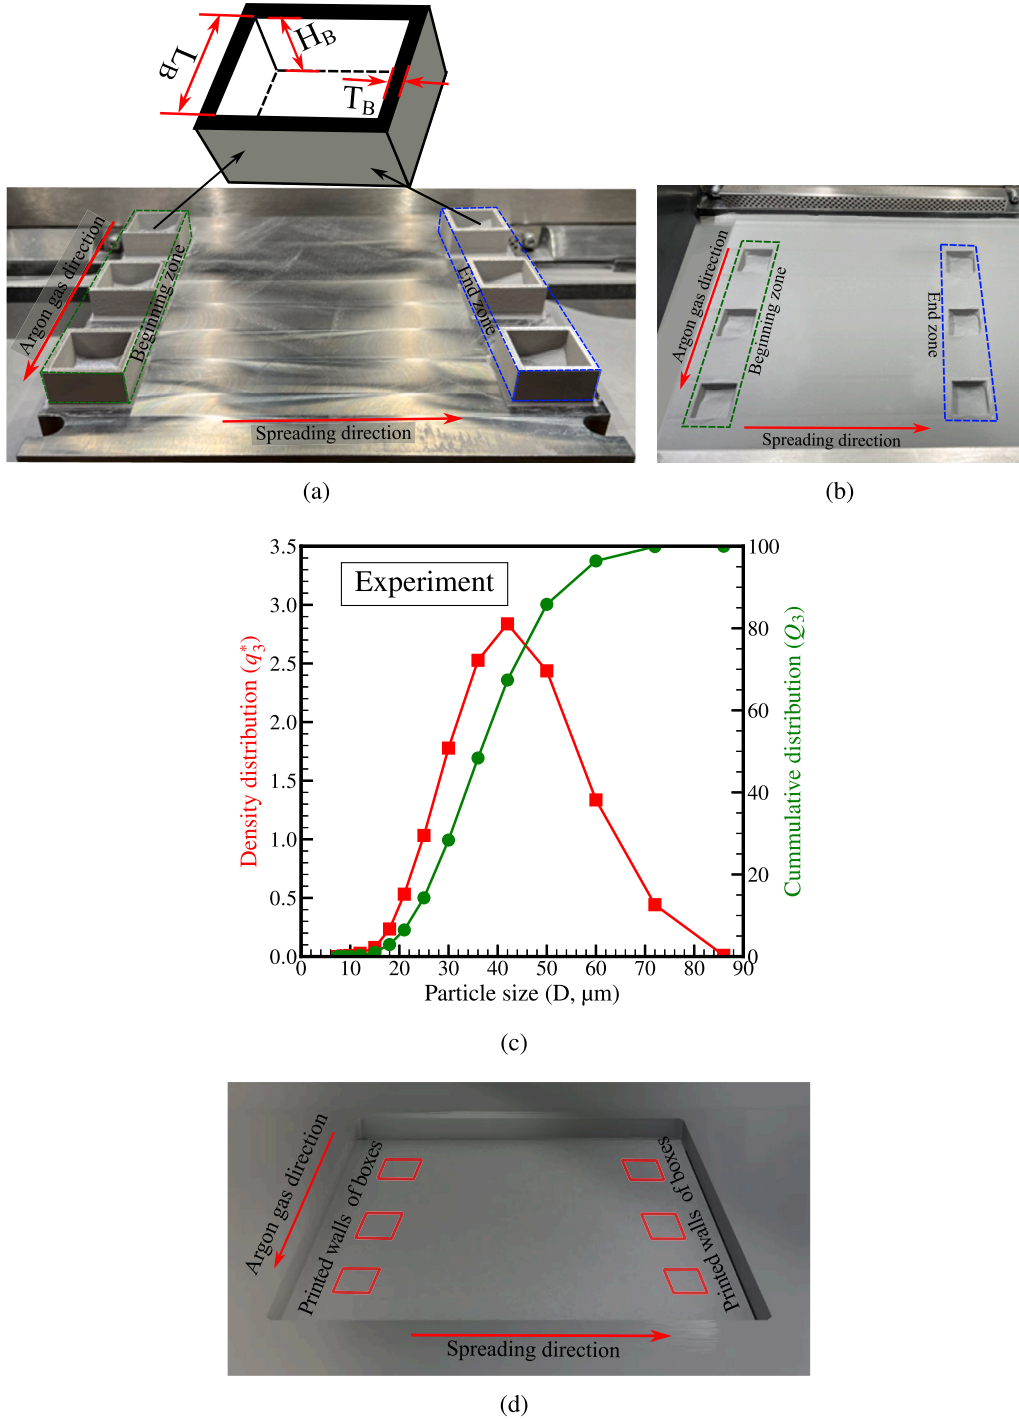 L_B
H_B
T_B
Argon gas direction
Beginning zone
End zone
Spreading direction
(a)
Argon gas direction
Beginning zone
End zone
Spreading direction
(b)
Experiment
3.5
3.0
2.5
2.0
1.5
1.0
0.5
0.0
Density distribution (q_3^*)
100
80
60
40
20
0
Cummulative distribution (Q_3)
0 10 20 30 40 50 60 70 80 90
Particle size (D, μm)
(c)
Argon gas direction
Printed walls of boxes
Printed walls of boxes
Spreading direction
(d)